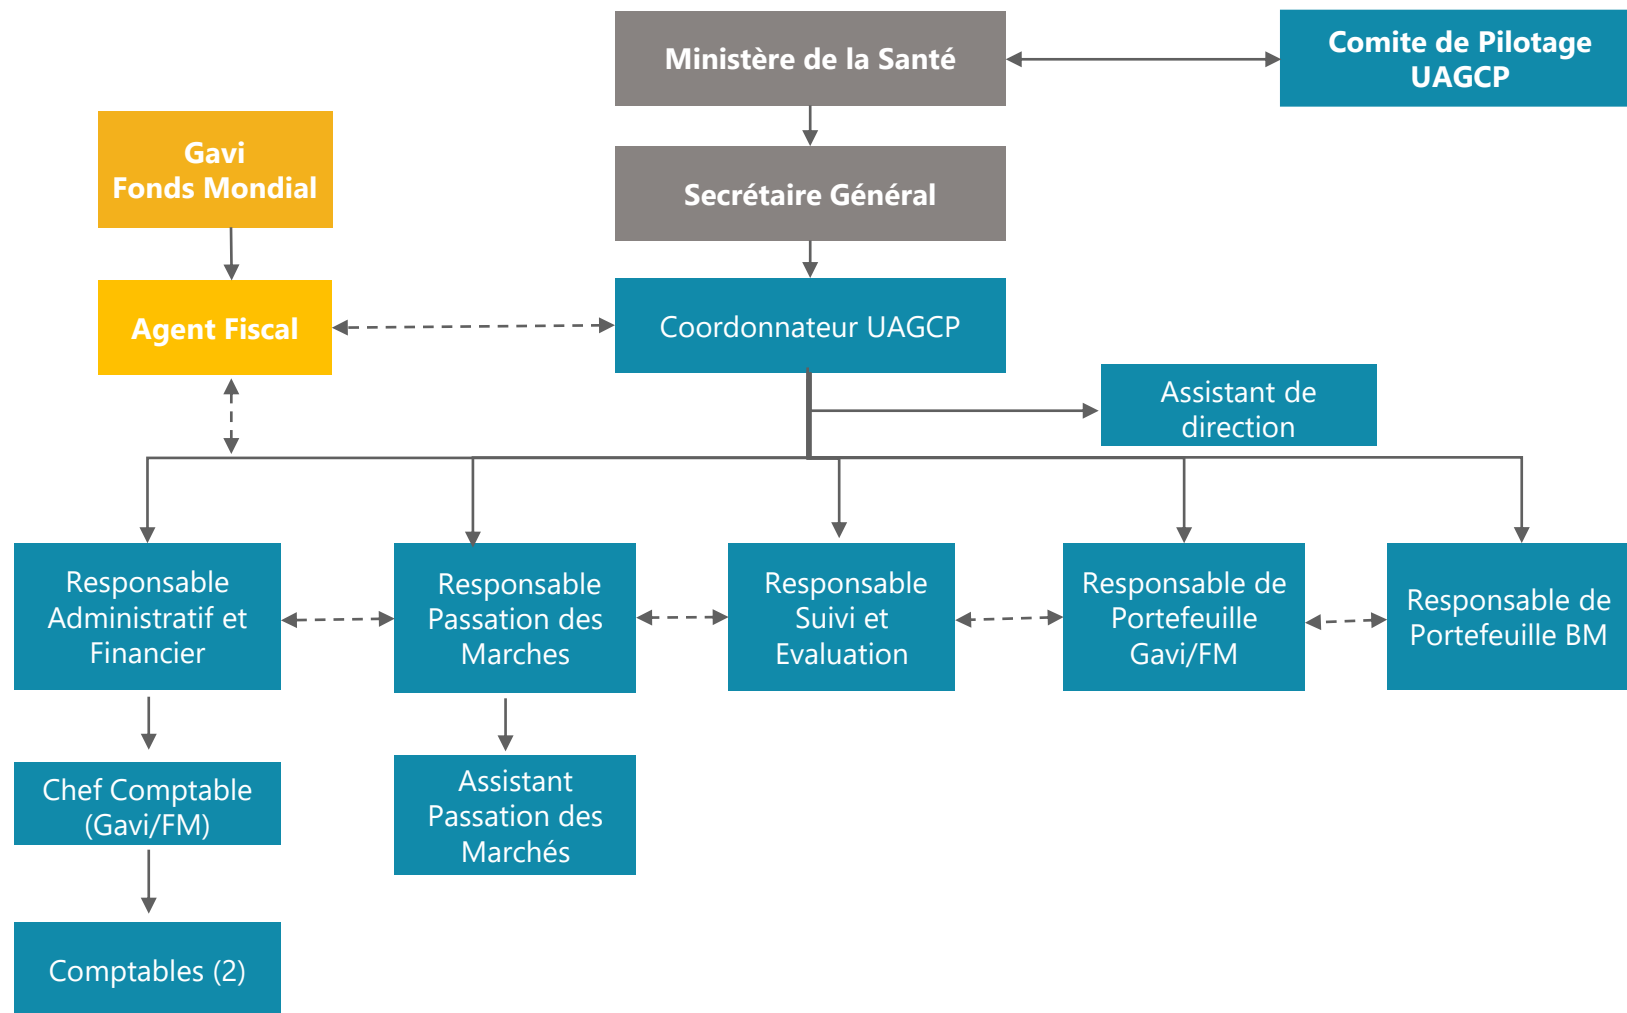 Ministère de la Santé
Comite de Pilotage
UAGCP
Gavi
Fonds Mondial
Secrétaire Général
Agent Fiscal
Coordonnateur UAGCP
Assistant de
direction
Responsable
Administratif et
Financier
Responsable
Passation des
Marches
Responsable
Suivi et
Evaluation
Responsable de
Portefeuille
Gavi/FM
Responsable de
Portefeuille BM
Chef Comptable
(Gavi/FM)
Assistant
Passation des
Marchés
Comptables (2)